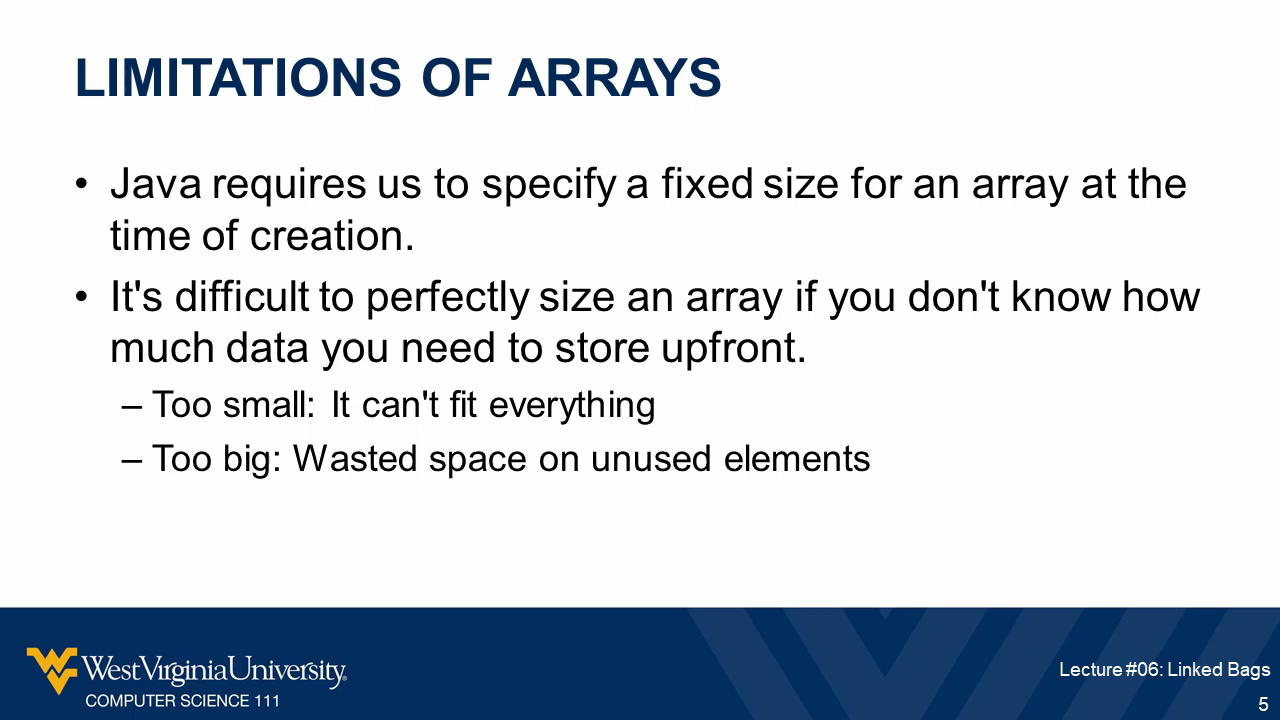 LIMITATIONS OF ARRAYS
• Java requires us to specify a fixed size for an array at the
time of creation.
• It's difficult to perfectly size an array if you don't know how
much data you need to store upfront.
– Too small: It can't fit everything
– Too big: Wasted space on unused elements
West Virginia University.
COMPUTER SCIENCE 111
Lecture #06: Linked Bags
5